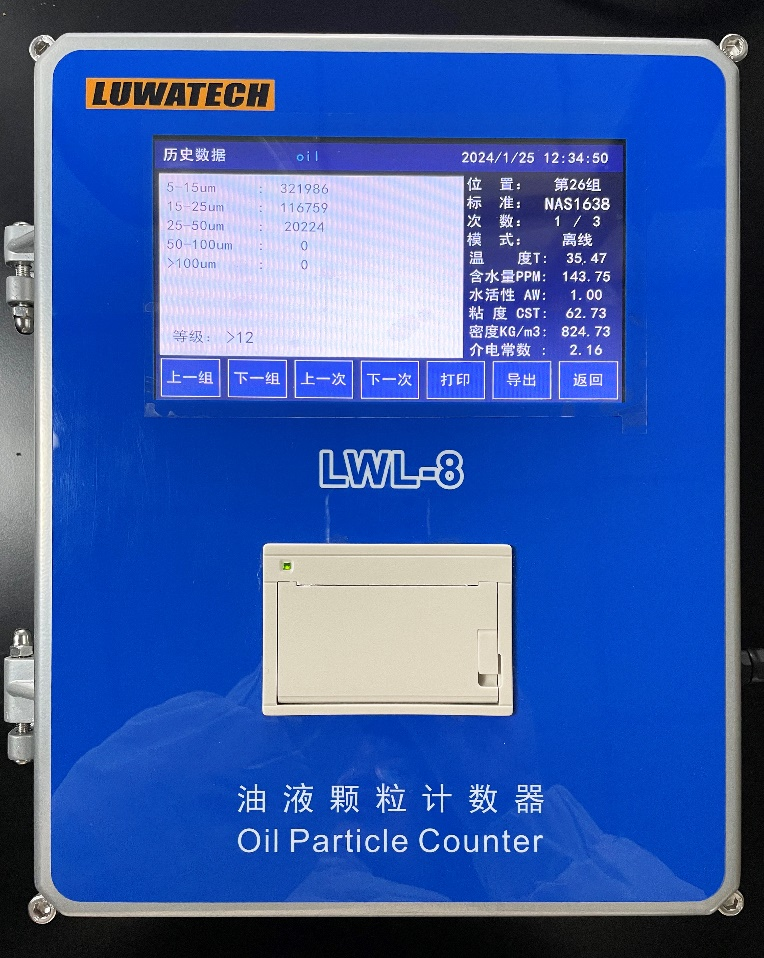 LUWATECH
历史数据 oil 2024/1/25 12:34:50
5-15um : 321986
15-25um : 116759
25-50um : 20224
50-100um : 0
>100um : 0
等级: >12
位 置: 第26组
标 准: NAS1638
次 数: 1 / 3
模 式: 离线
温 度T: 35.47
含水量PPM: 143.75
水活性 AW: 1.00
粘 度 CST: 62.73
密度KG/m3: 824.73
介电常数 : 2.16
上一组 下一组 上一次 下一次 打印 导出 返回
LWL-8
油液颗粒计数器
Oil Particle Counter